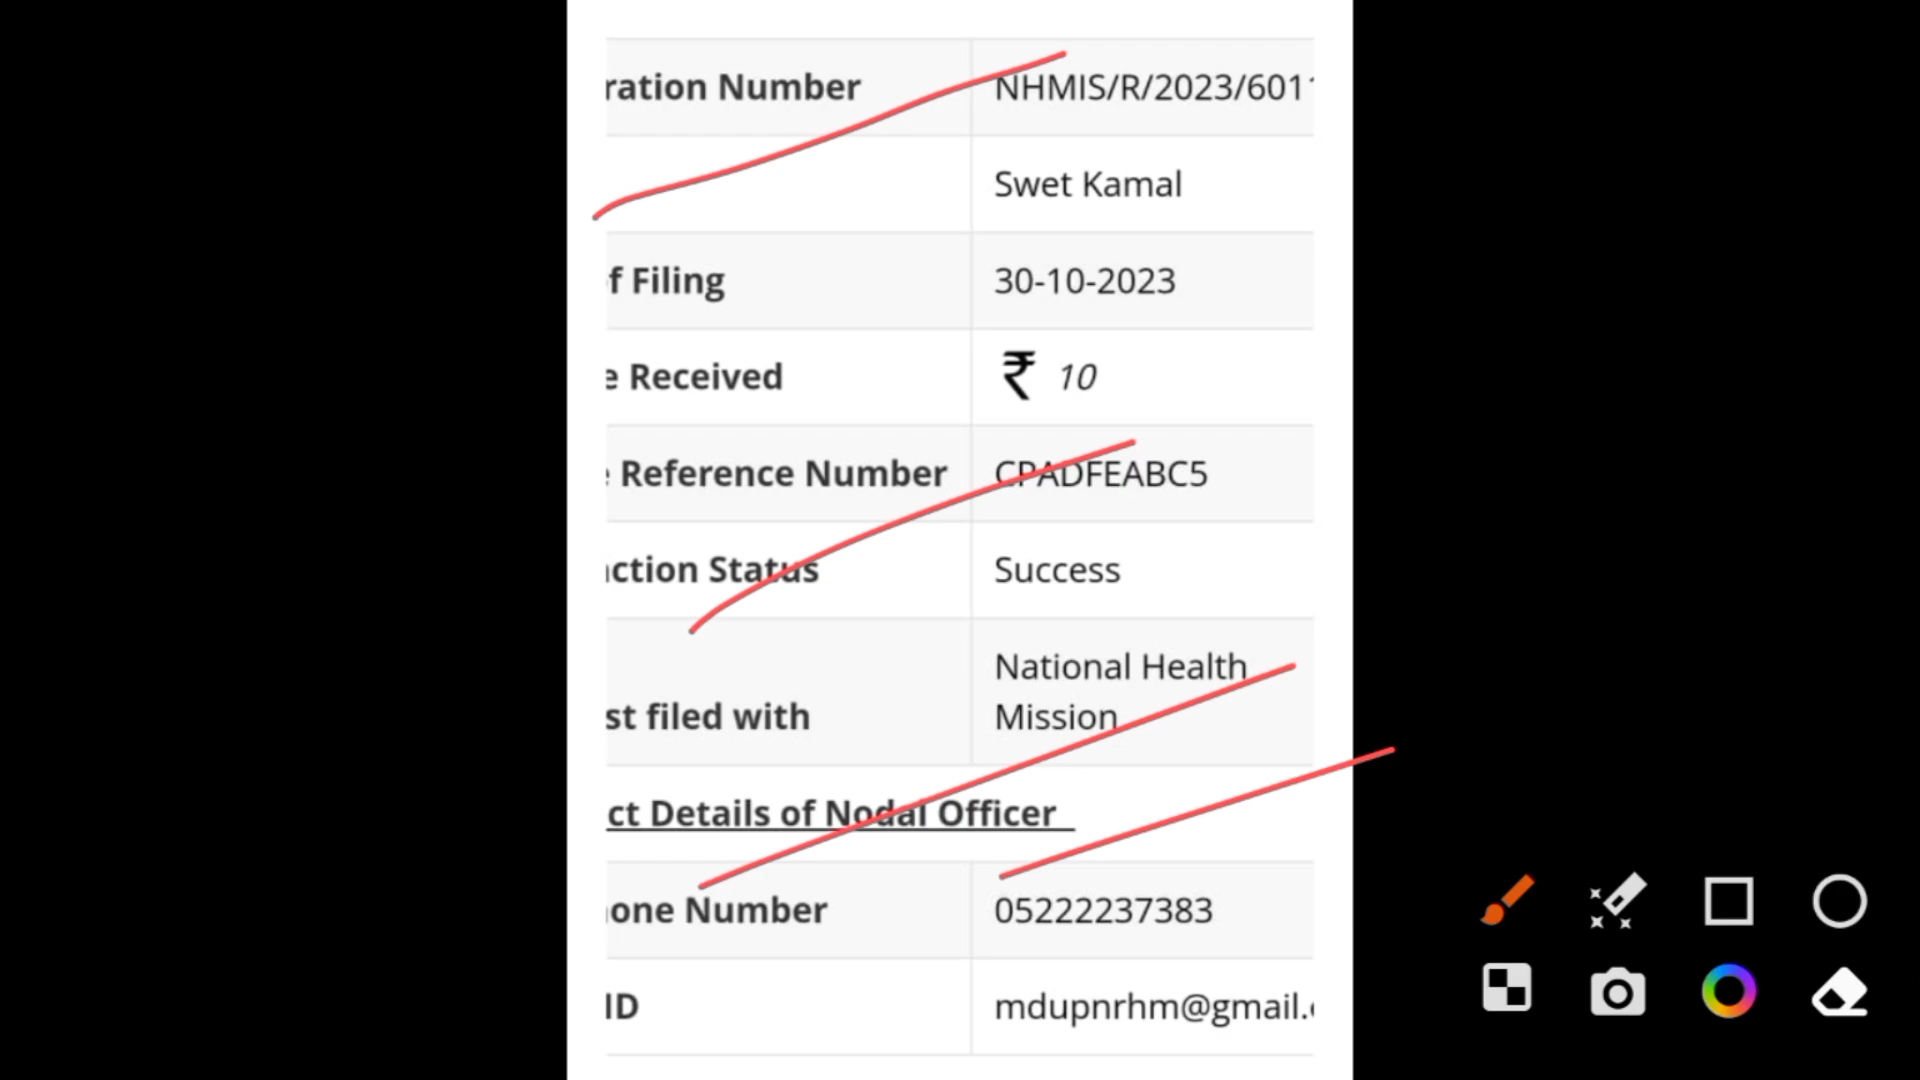 ration Number NHMIS/R/2023/6011
Swet Kamal
f Filing 30-10-2023
e Received ₹ 10
e Reference Number CPADFEABC5
ction Status Success
National Health
st filed with Mission
ct Details of Nodal Officer
one Number 05222237383
ID mdupnrhm@gmail.